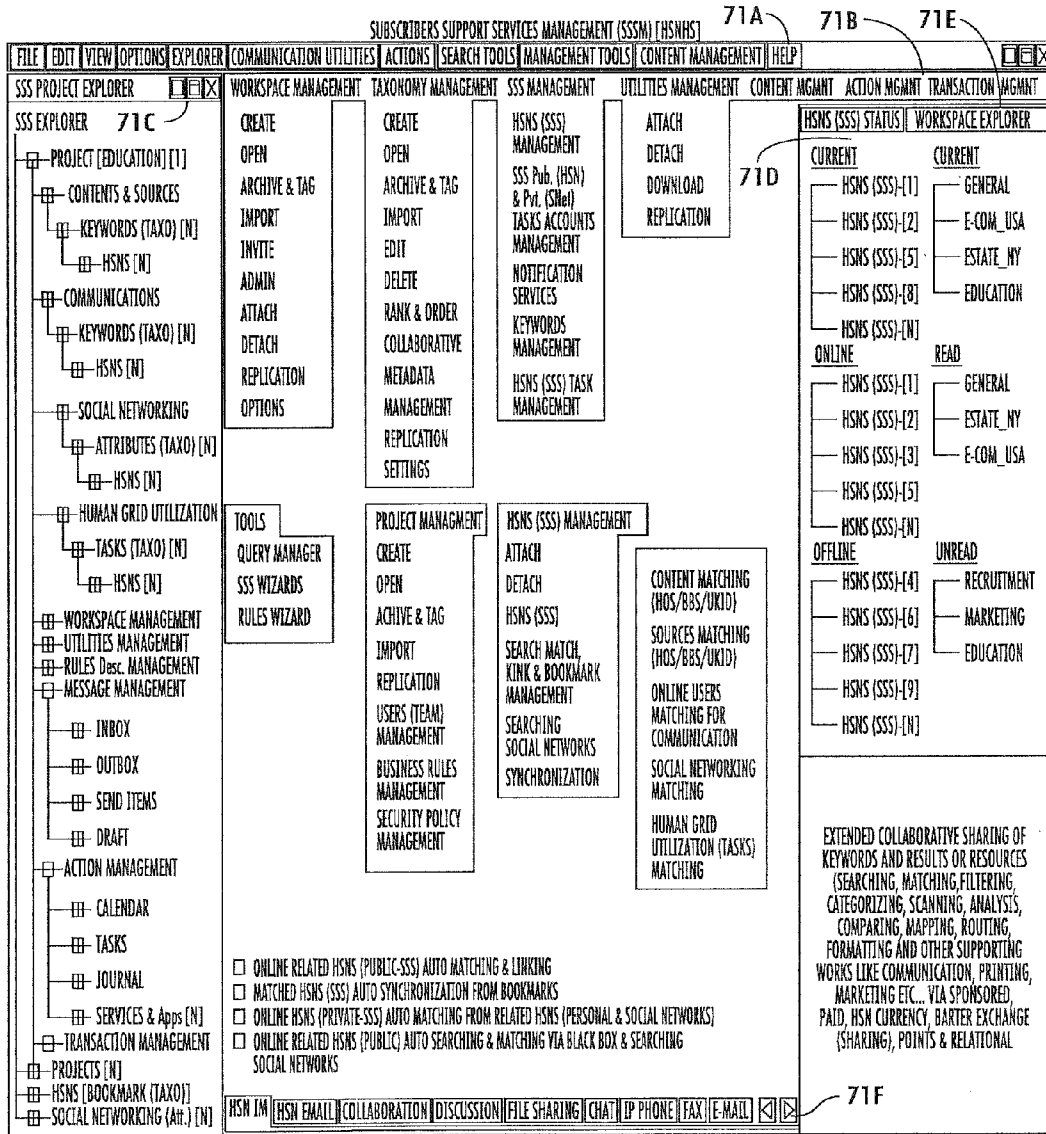 SUBSCRIBERS SUPPORT SERVICES MANAGEMENT (SSSM) [HSNHS]
71A
71B
71E
FILE EDIT VIEW OPTIONS EXPLORER COMMUNICATION UTILITIES ACTIONS SEARCH TOOLS MANAGEMENT TOOLS CONTENT MANAGEMENT HELP
SSS PROJECT EXPLORER
71C
SSS EXPLORER
PROJECT [EDUCATION] [1]
CONTENTS & SOURCES
KEYWORDS (TAXO) [N]
HSNS [N]
COMMUNICATIONS
KEYWORDS (TAXO) [N]
HSNS [N]
SOCIAL NETWORKING
ATTRIBUTES (TAXO) [N]
HSNS [N]
HUMAN GRID UTILIZATION
TASKS (TAXO) [N]
HSNS [N]
WORKSPACE MANAGEMENT
UTILITIES MANAGEMENT
RULES Desc. MANAGEMENT
MESSAGE MANAGEMENT
INBOX
OUTBOX
SEND ITEMS
DRAFT
ACTION MANAGEMENT
CALENDAR
TASKS
JOURNAL
SERVICES & Apps [N]
TRANSACTION MANAGEMENT
PROJECTS [N]
HSNS [BOOKMARK (TAXO)]
SOCIAL NETWORKING (Att.) [N]
WORKSPACE MANAGEMENT TAXONOMY MANAGEMENT SSS MANAGEMENT UTILITIES MANAGEMENT CONTENT MGMNT ACTION MGMNT TRANSACTION MGMNT
CREATE
OPEN
ARCHIVE & TAG
IMPORT
INVITE
ADMIN
ATTACH
DETACH
REPLICATION
OPTIONS
CREATE
OPEN
ARCHIVE & TAG
IMPORT
EDIT
DELETE
RANK & ORDER
COLLABORATIVE
METADATA
MANAGEMENT
REPLICATION
SETTINGS
HSNS (SSS)
MANAGEMENT
SSS Pub. (HSN)
& Pvt. (SNet)
TASKS ACCOUNTS
MANAGEMENT
NOTIFICATION
SERVICES
KEYWORDS
MANAGEMENT
HSNS (SSS) TASK
MANAGEMENT
ATTACH
DETACH
DOWNLOAD
REPLICATION
71D
TOOLS
QUERY MANAGER
SSS WIZARDS
RULES WIZARD
PROJECT MANAGMENT
CREATE
OPEN
ACHIVE & TAG
IMPORT
REPLICATION
USERS (TEAM)
MANAGEMENT
BUSINESS RULES
MANAGEMENT
SECURITY POLICY
MANAGEMENT
HSNS (SSS) MANAGEMENT
ATTACH
DETACH
HSNS (SSS)
SEARCH MATCH,
KINK & BOOKMARK
MANAGEMENT
SEARCHING
SOCIAL NETWORKS
SYNCHRONIZATION
CONTENT MATCHING
(HOS/BBS/UKID)
SOURCES MATCHING
(HOS/BBS/UKID)
ONLINE USERS
MATCHING FOR
COMMUNICATION
SOCIAL NETWORKING
MATCHING
HUMAN GRID
UTILIZATION (TASKS)
MATCHING
ONLINE RELATED HSNS (PUBLIC-SSS) AUTO MATCHING & LINKING
MATCHED HSNS (SSS) AUTO SYNCHRONIZATION FROM BOOKMARKS
ONLINE HSNS (PRIVATE-SSS) AUTO MATCHING FROM RELATED HSNS (PERSONAL & SOCIAL NETWORKS)
ONLINE RELATED HSNS (PUBLIC) AUTO SEARCHING & MATCHING VIA BLACK BOX & SEARCHING
SOCIAL NETWORKS
HSNS (SSS) STATUS WORKSPACE EXPLORER
CURRENT
HSNS (SSS)-[1]
HSNS (SSS)-[2]
HSNS (SSS)-[5]
HSNS (SSS)-[8]
HSNS (SSS)-[N]
ONLINE
HSNS (SSS)-[1]
HSNS (SSS)-[2]
HSNS (SSS)-[3]
HSNS (SSS)-[5]
HSNS (SSS)-[N]
OFFLINE
HSNS (SSS)-[4]
HSNS (SSS)-[6]
HSNS (SSS)-[7]
HSNS (SSS)-[9]
HSNS (SSS)-[N]
CURRENT
GENERAL
E-COM_USA
ESTATE_NY
EDUCATION
READ
GENERAL
ESTATE_NY
E-COM_USA
UNREAD
RECRUITMENT
MARKETING
EDUCATION
EXTENDED COLLABORATIVE SHARING OF
KEYWORDS AND RESULTS OR RESOURCES
(SEARCHING, MATCHING,FILTERING,
CATEGORIZING, SCANNING, ANALYSIS,
COMPARING, MAPPING, ROUTING,
FORMATTING AND OTHER SUPPORTING
WORKS LIKE COMMUNICATION, PRINTING,
MARKETING ETC... VIA SPONSORED,
PAID, HSN CURRENCY, BARTER EXCHANGE
(SHARING), POINTS & RELATIONAL
HSN IM HSN EMAIL COLLABORATION DISCUSSION FILE SHARING CHAT IP PHONE FAX E-MAIL
71F